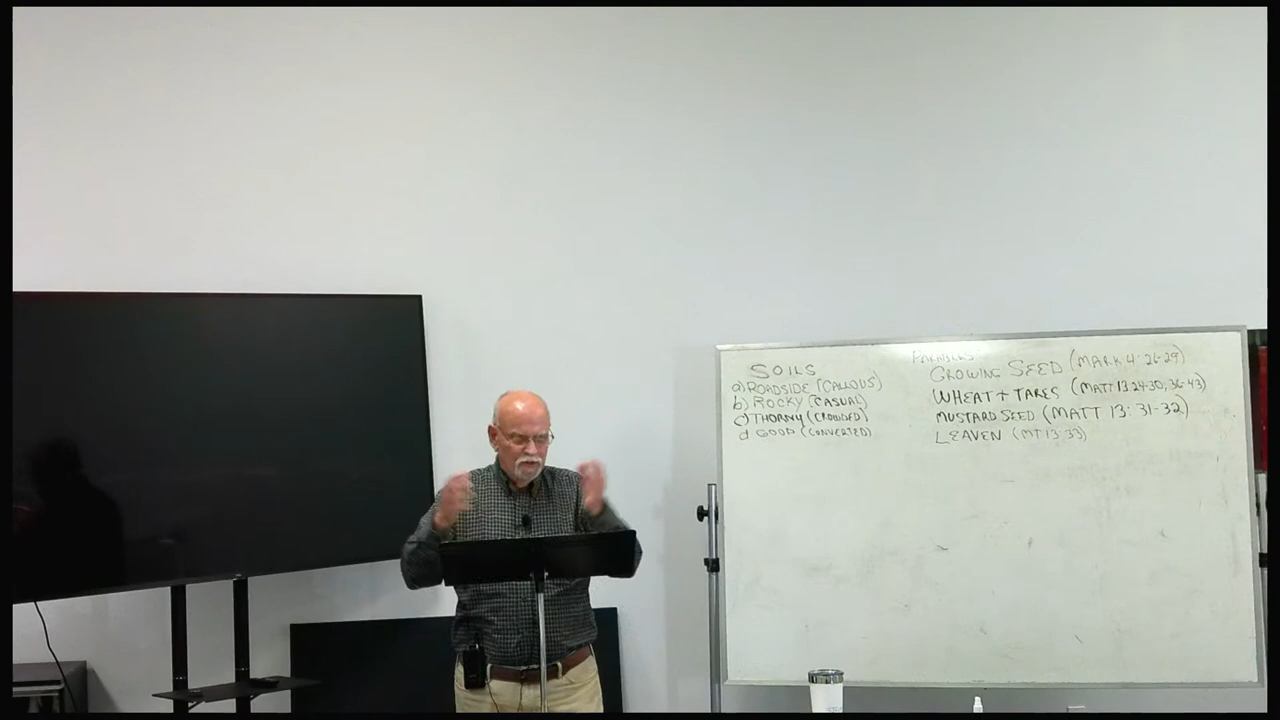 SOILS
a) ROADSIDE (CALLOUS)
b) ROCKY (CASUAL)
c) THORNY (CROWDED)
d GOOD (CONVERTED)
PARABLES
GROWING SEED (MARK 4:26-29)
WHEAT + TARES (MATT 13:24-30, 36-43)
MUSTARD SEED (MATT 13:31-32)
LEAVEN (MT 13:33)